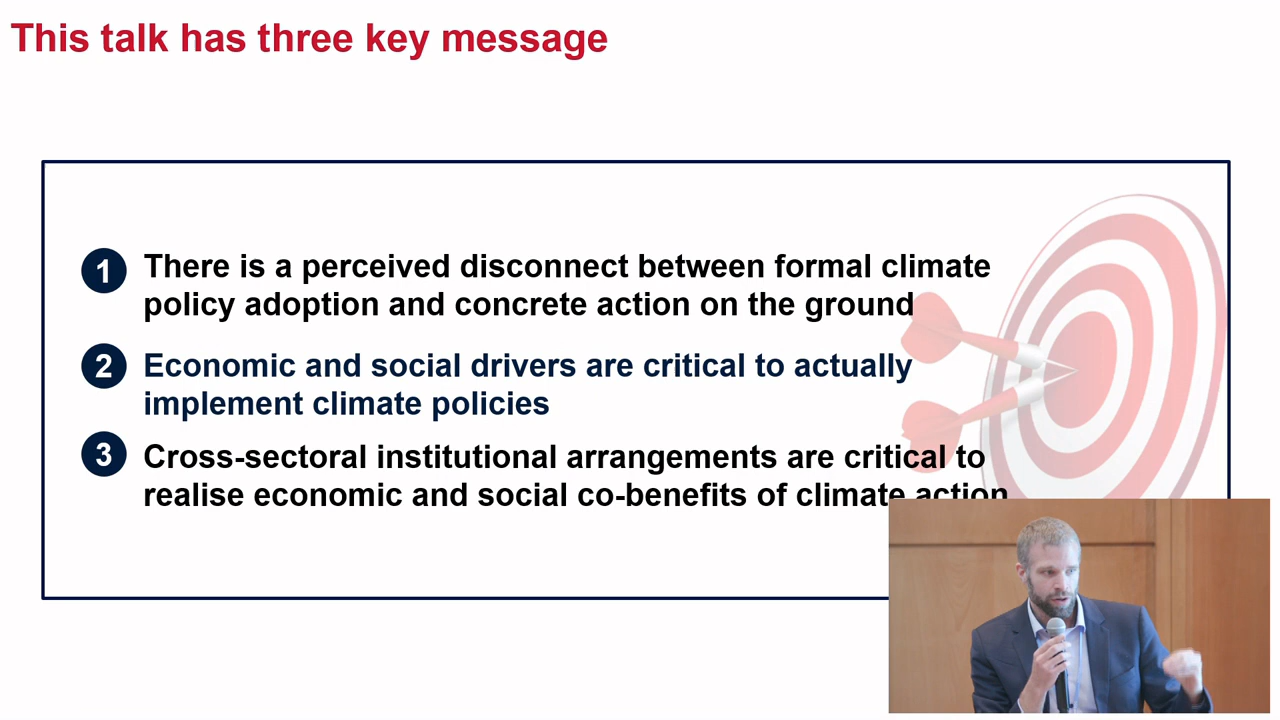 This talk has three key message
1 There is a perceived disconnect between formal climate
policy adoption and concrete action on the ground
2 Economic and social drivers are critical to actually
implement climate policies
3 Cross-sectoral institutional arrangements are critical to
realise economic and social co-benefits of climate action